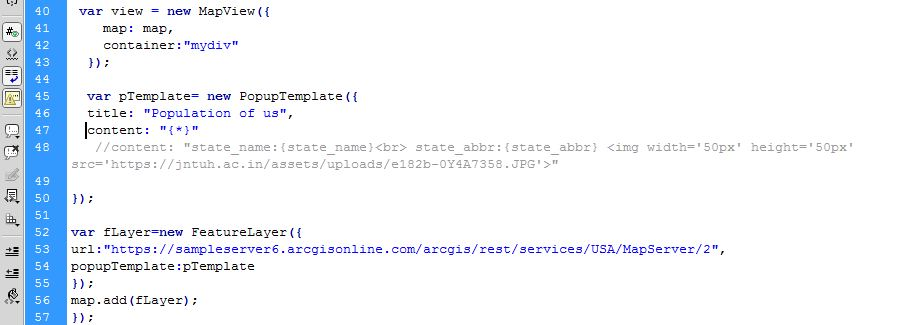 40 var view = new MapView({
41 map: map,
42 container:"mydiv"
43 });
44
45 var pTemplate= new PopupTemplate({
46 title: "Population of us",
47 content: "{*}"
48 //content: "state_name:{state_name}<br> state_abbr:{state_abbr} <img width='50px' height='50px'
src='https://jntuh.ac.in/assets/uploads/e182b-0Y4A7358.JPG'>"
49
50 });
51
52 var fLayer=new FeatureLayer({
53 url:"https://sampleserver6.arcgisonline.com/arcgis/rest/services/USA/MapServer/2",
54 popupTemplate:pTemplate
55 });
56 map.add(fLayer);
57 });